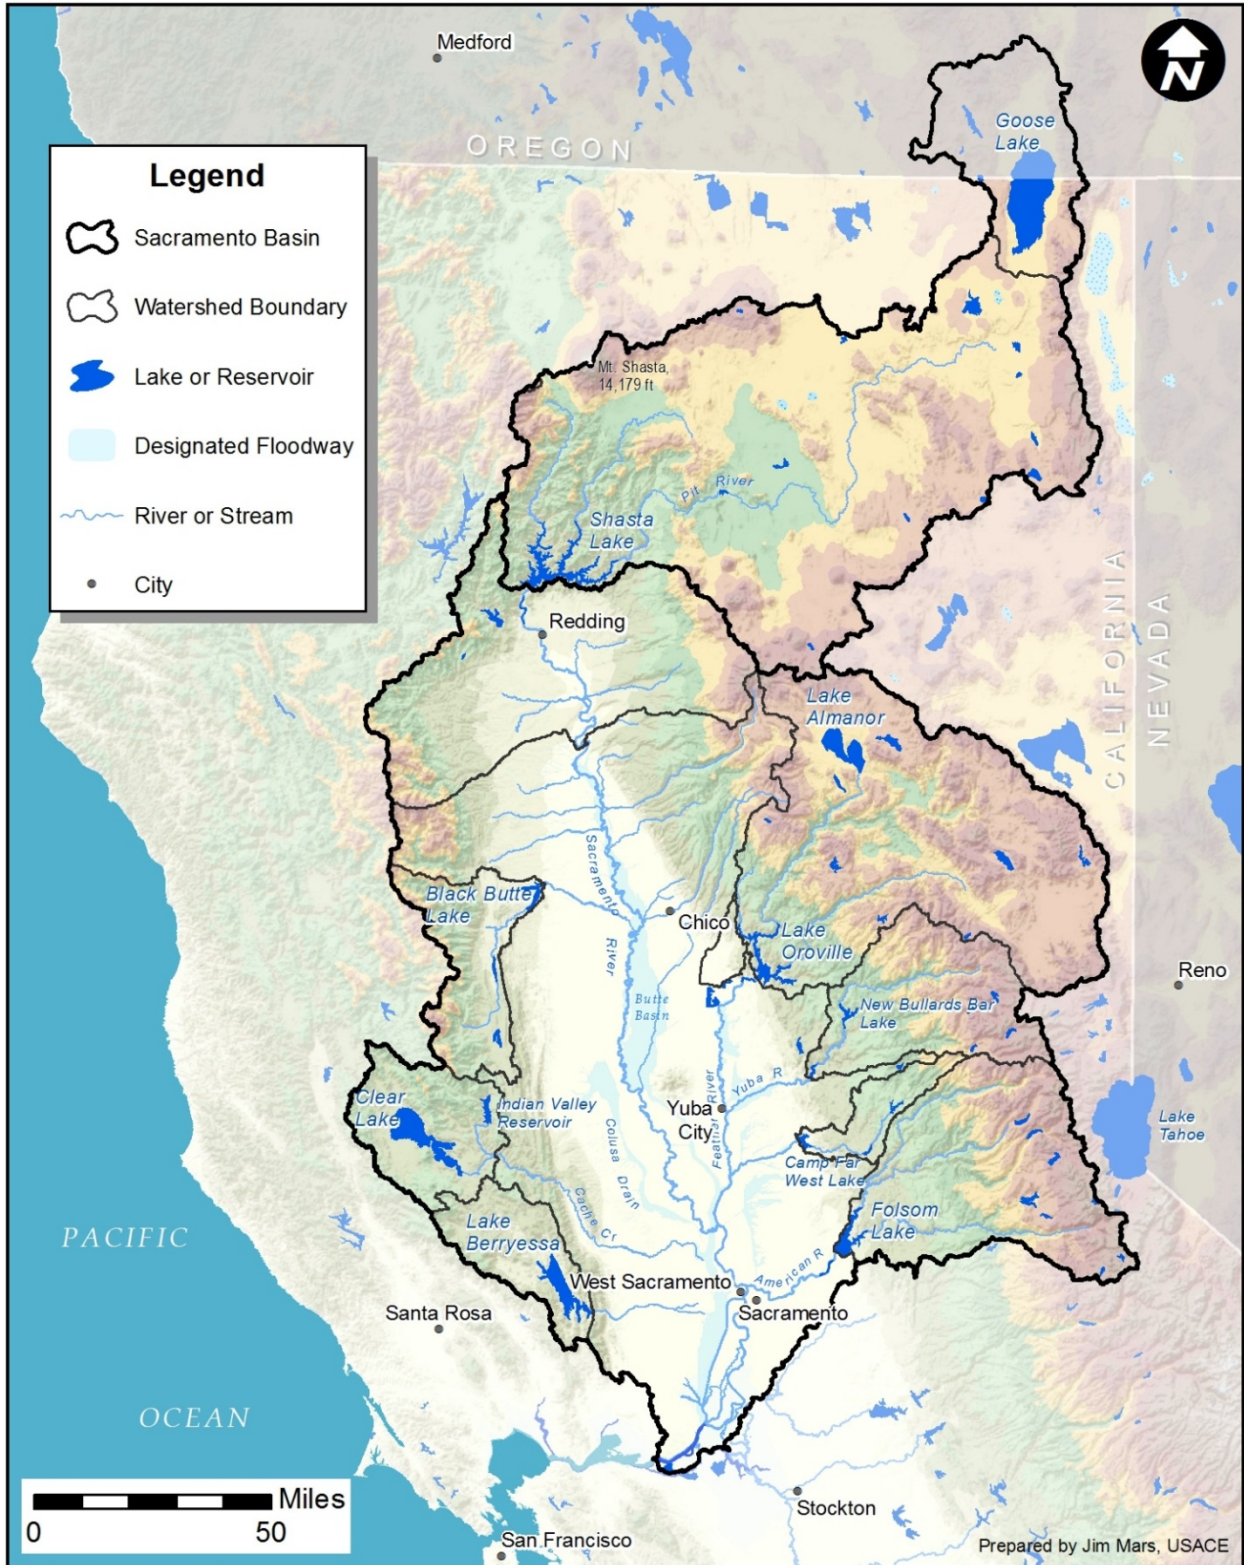 Medford
N
OREGON
Goose
Lake
Legend
Sacramento Basin
Watershed Boundary
Lake or Reservoir
Designated Floodway
River or Stream
City
Mt. Shasta,
14,179 ft
Pit River
Shasta
Lake
Redding
CALIFORNIA
NEVADA
Lake
Almanor
Sacramento River
Black Butte
Lake
Chico
Lake
Oroville
Butte
Basin
Reno
New Bullards Bar
Lake
Clear
Lake
Indian Valley
Reservoir
Colusa Drain
Feather River
Yuba R
Yuba
City
Lake
Tahoe
Camp Far
West Lake
Cache Cr
Folsom
Lake
Lake
Berryessa
PACIFIC
OCEAN
West Sacramento
American R
Sacramento
Santa Rosa
Miles
0 50
Stockton
San Francisco
Prepared by Jim Mars, USACE